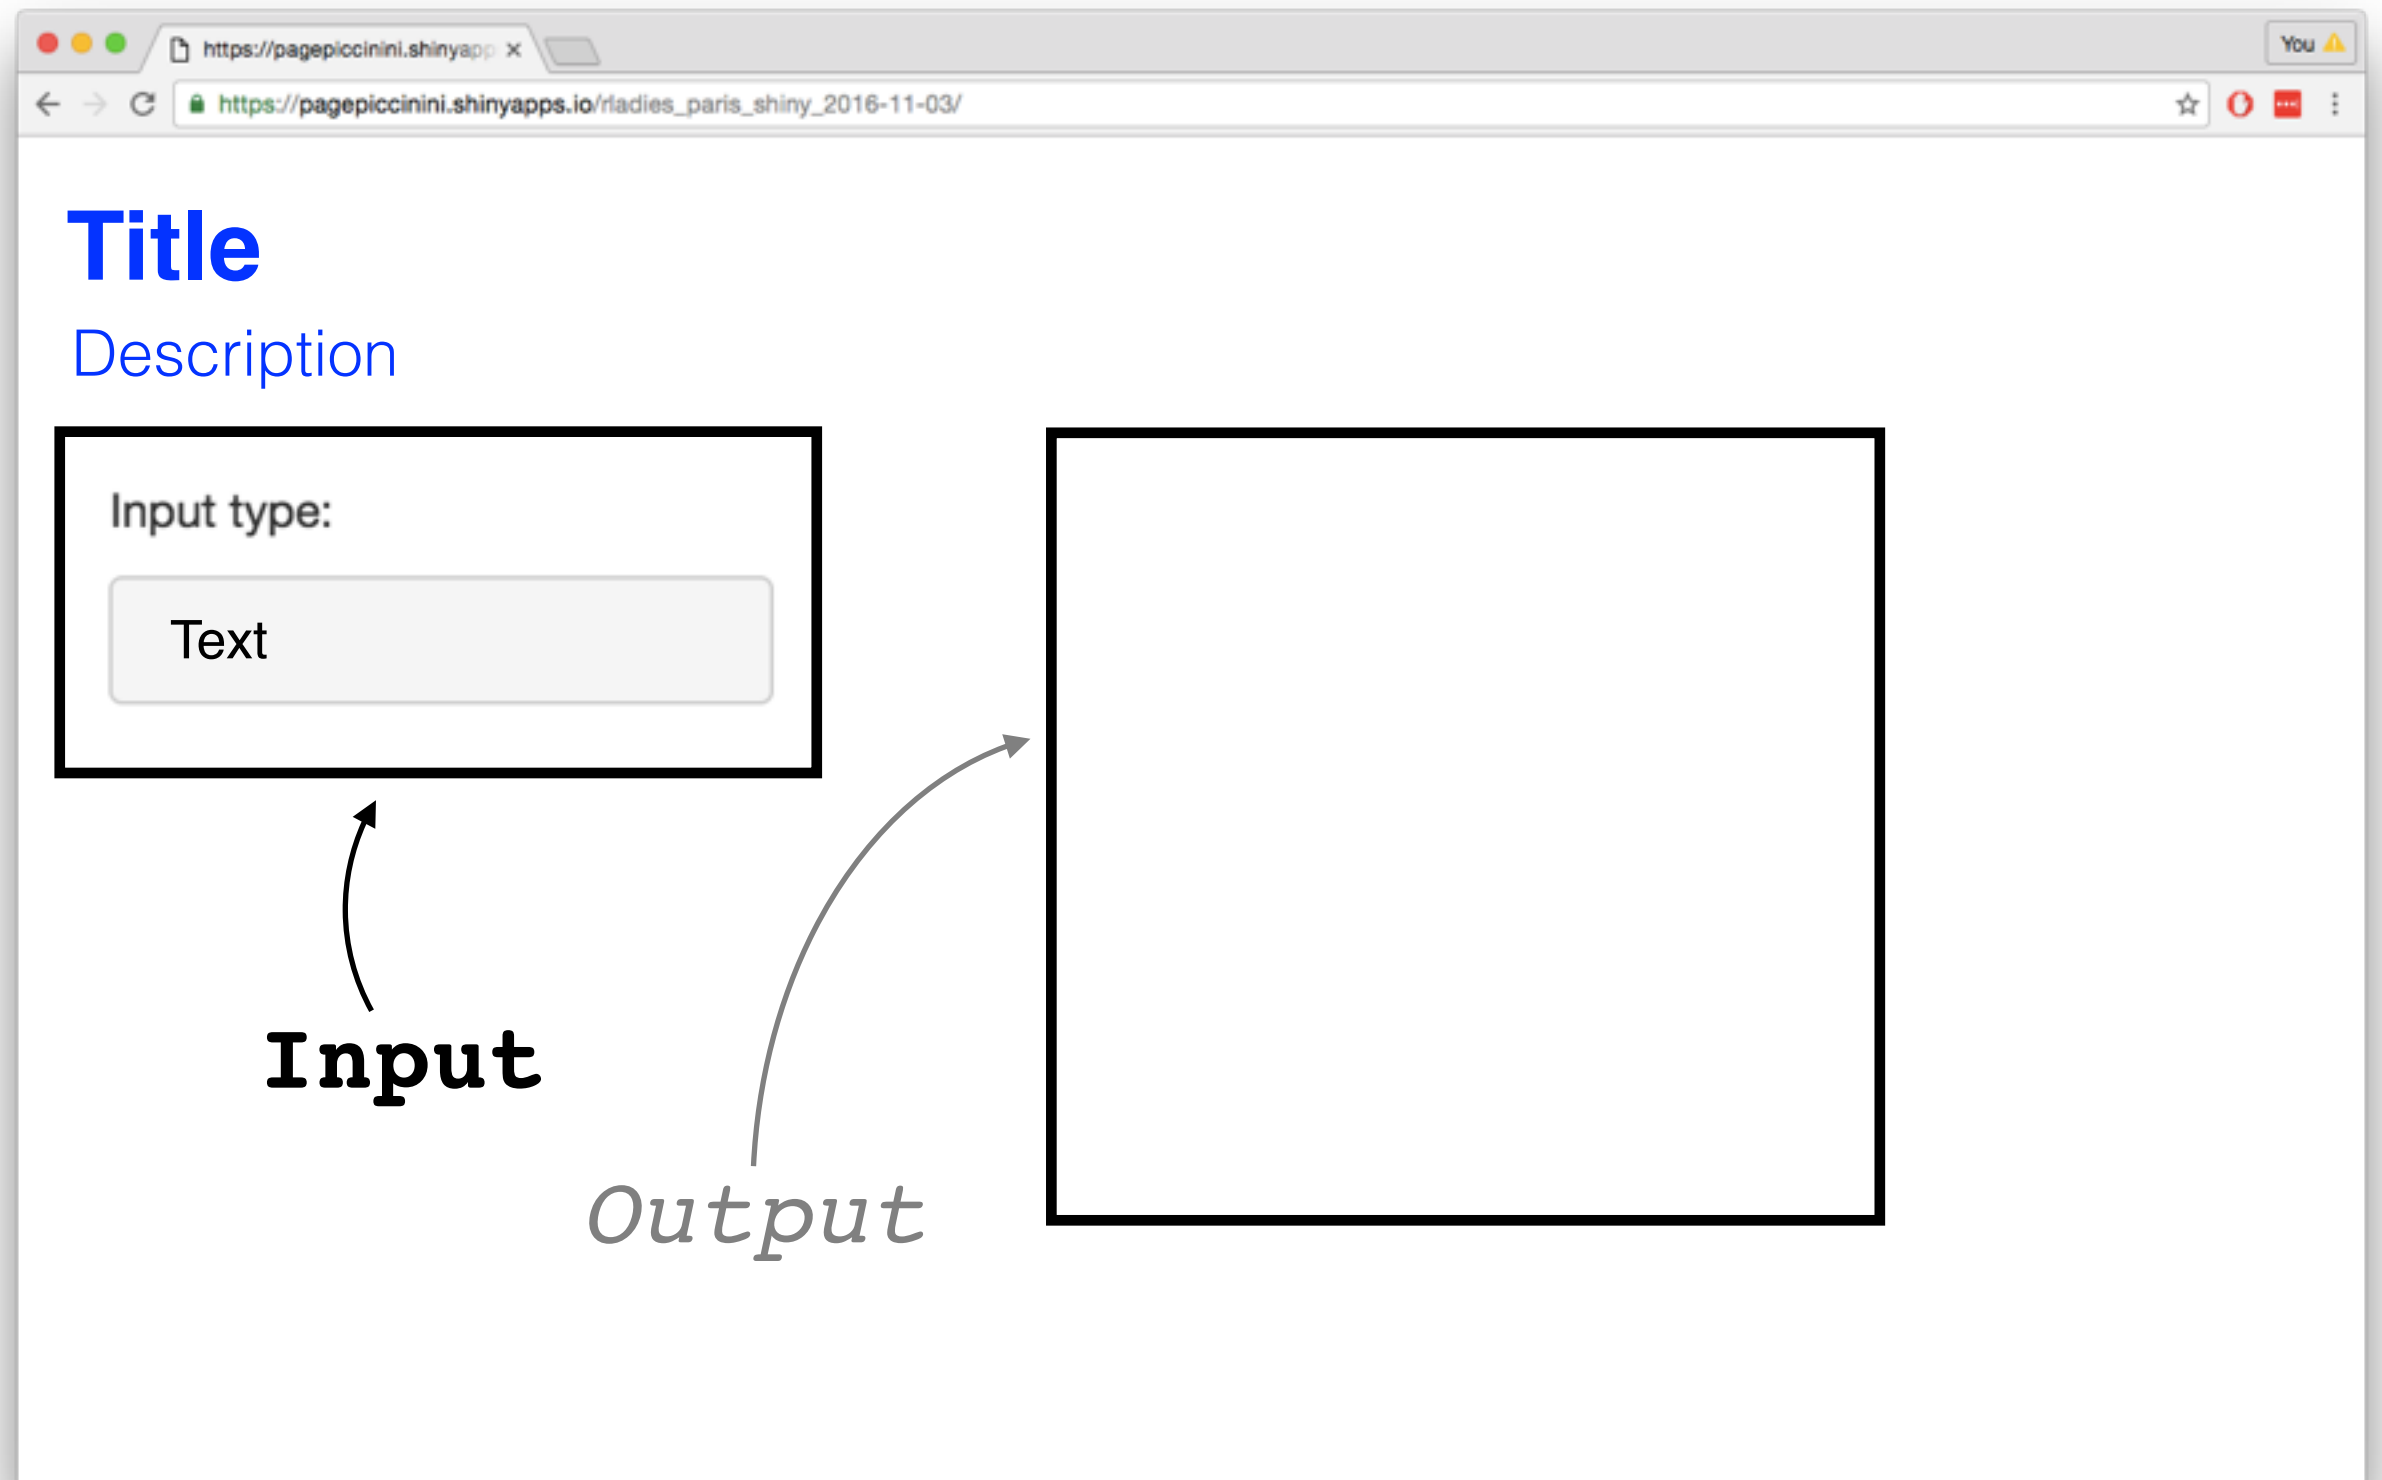 https://pagepiccinini.shinyapp
You
https://pagepiccinini.shinyapps.io/rladies_paris_shiny_2016-11-03/
Title
Description
Input type:
Text
Input
Output